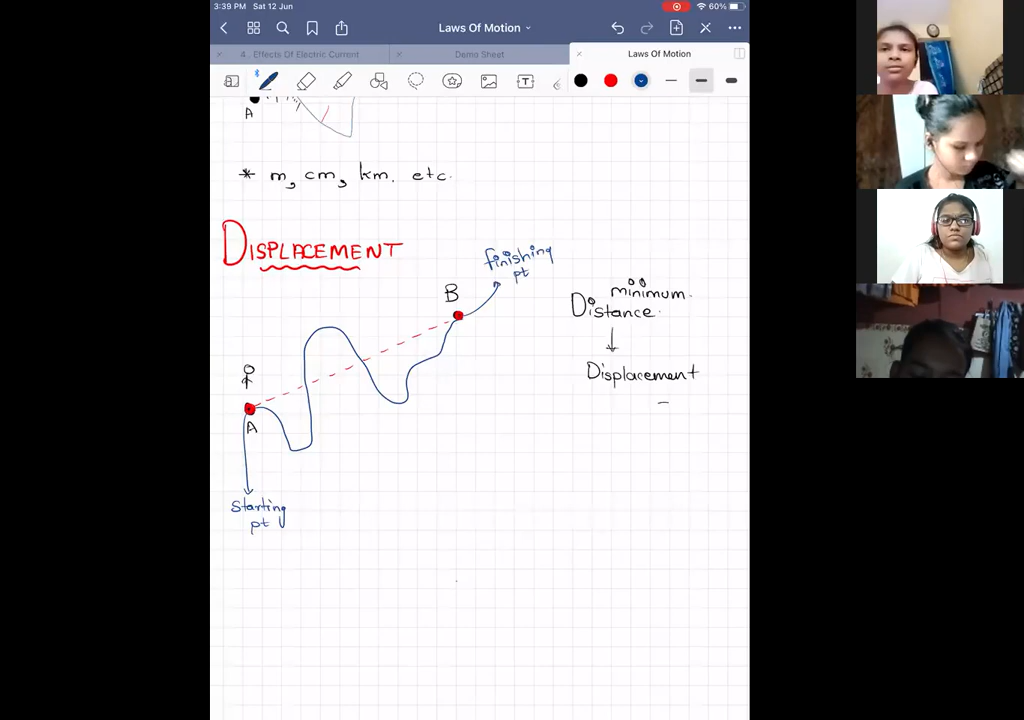 3:39 PM Sat 12 Jun
60%
Laws Of Motion
4. Effects Of Electric Current
Demo Sheet
Laws Of Motion
T
A
* m, cm, km. etc.
DISPLACEMENT
finishing
pt
B
minimum.
Distance.
Displacement
A
Starting
pt